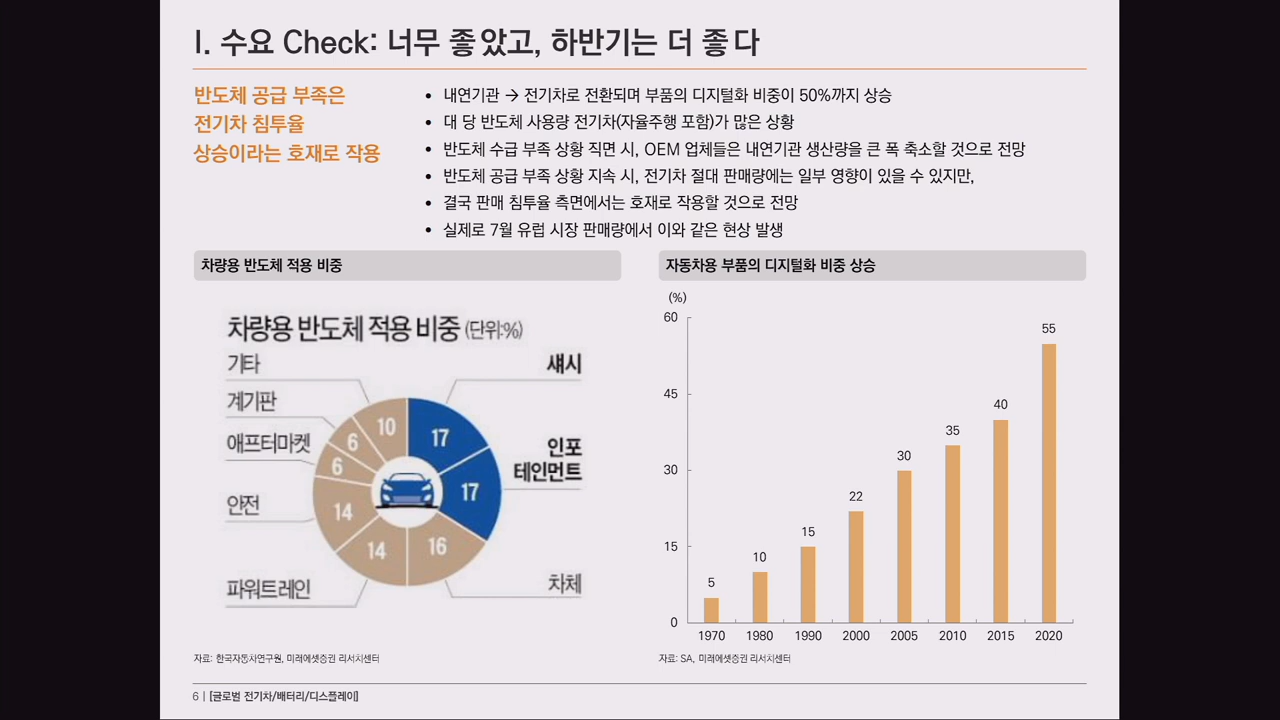 I. 수요 Check: 너무 좋았고, 하반기는 더 좋다
반도체 공급 부족은
전기차 침투율
상승이라는 호재로 작용
• 내연기관 → 전기차로 전환되며 부품의 디지털화 비중이 50%까지 상승
• 대 당 반도체 사용량 전기차(자율주행 포함)가 많은 상황
• 반도체 수급 부족 상황 직면 시, OEM 업체들은 내연기관 생산량을 큰 폭 축소할 것으로 전망
• 반도체 공급 부족 상황 지속 시, 전기차 절대 판매량에는 일부 영향이 있을 수 있지만,
• 결국 판매 침투율 측면에서는 호재로 작용할 것으로 전망
• 실제로 7월 유럽 시장 판매량에서 이와 같은 현상 발생
차량용 반도체 적용 비중
차량용 반도체 적용 비중 (단위:%)
기타
섀시
계기판
애프터마켓
인포
테인먼트
안전
파워트레인
차체
10
17
6
6
17
14
14
16
자료: 한국자동차연구원, 미래에셋증권 리서치센터
자동차용 부품의 디지털화 비중 상승
(%)
60
45
30
15
0
5
10
15
22
30
35
40
55
1970 1980 1990 2000 2005 2010 2015 2020
자료: SA, 미래에셋증권 리서치센터
6 | [글로벌 전기차/배터리/디스플레이]